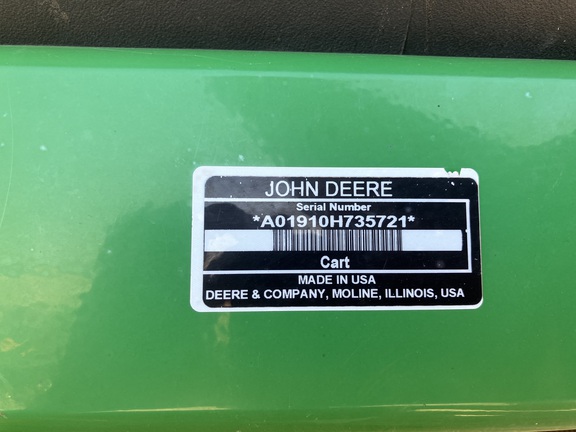 JOHN DEERE
Serial Number
*A01910H735721*
Cart
MADE IN USA
DEERE & COMPANY, MOLINE, ILLINOIS, USA